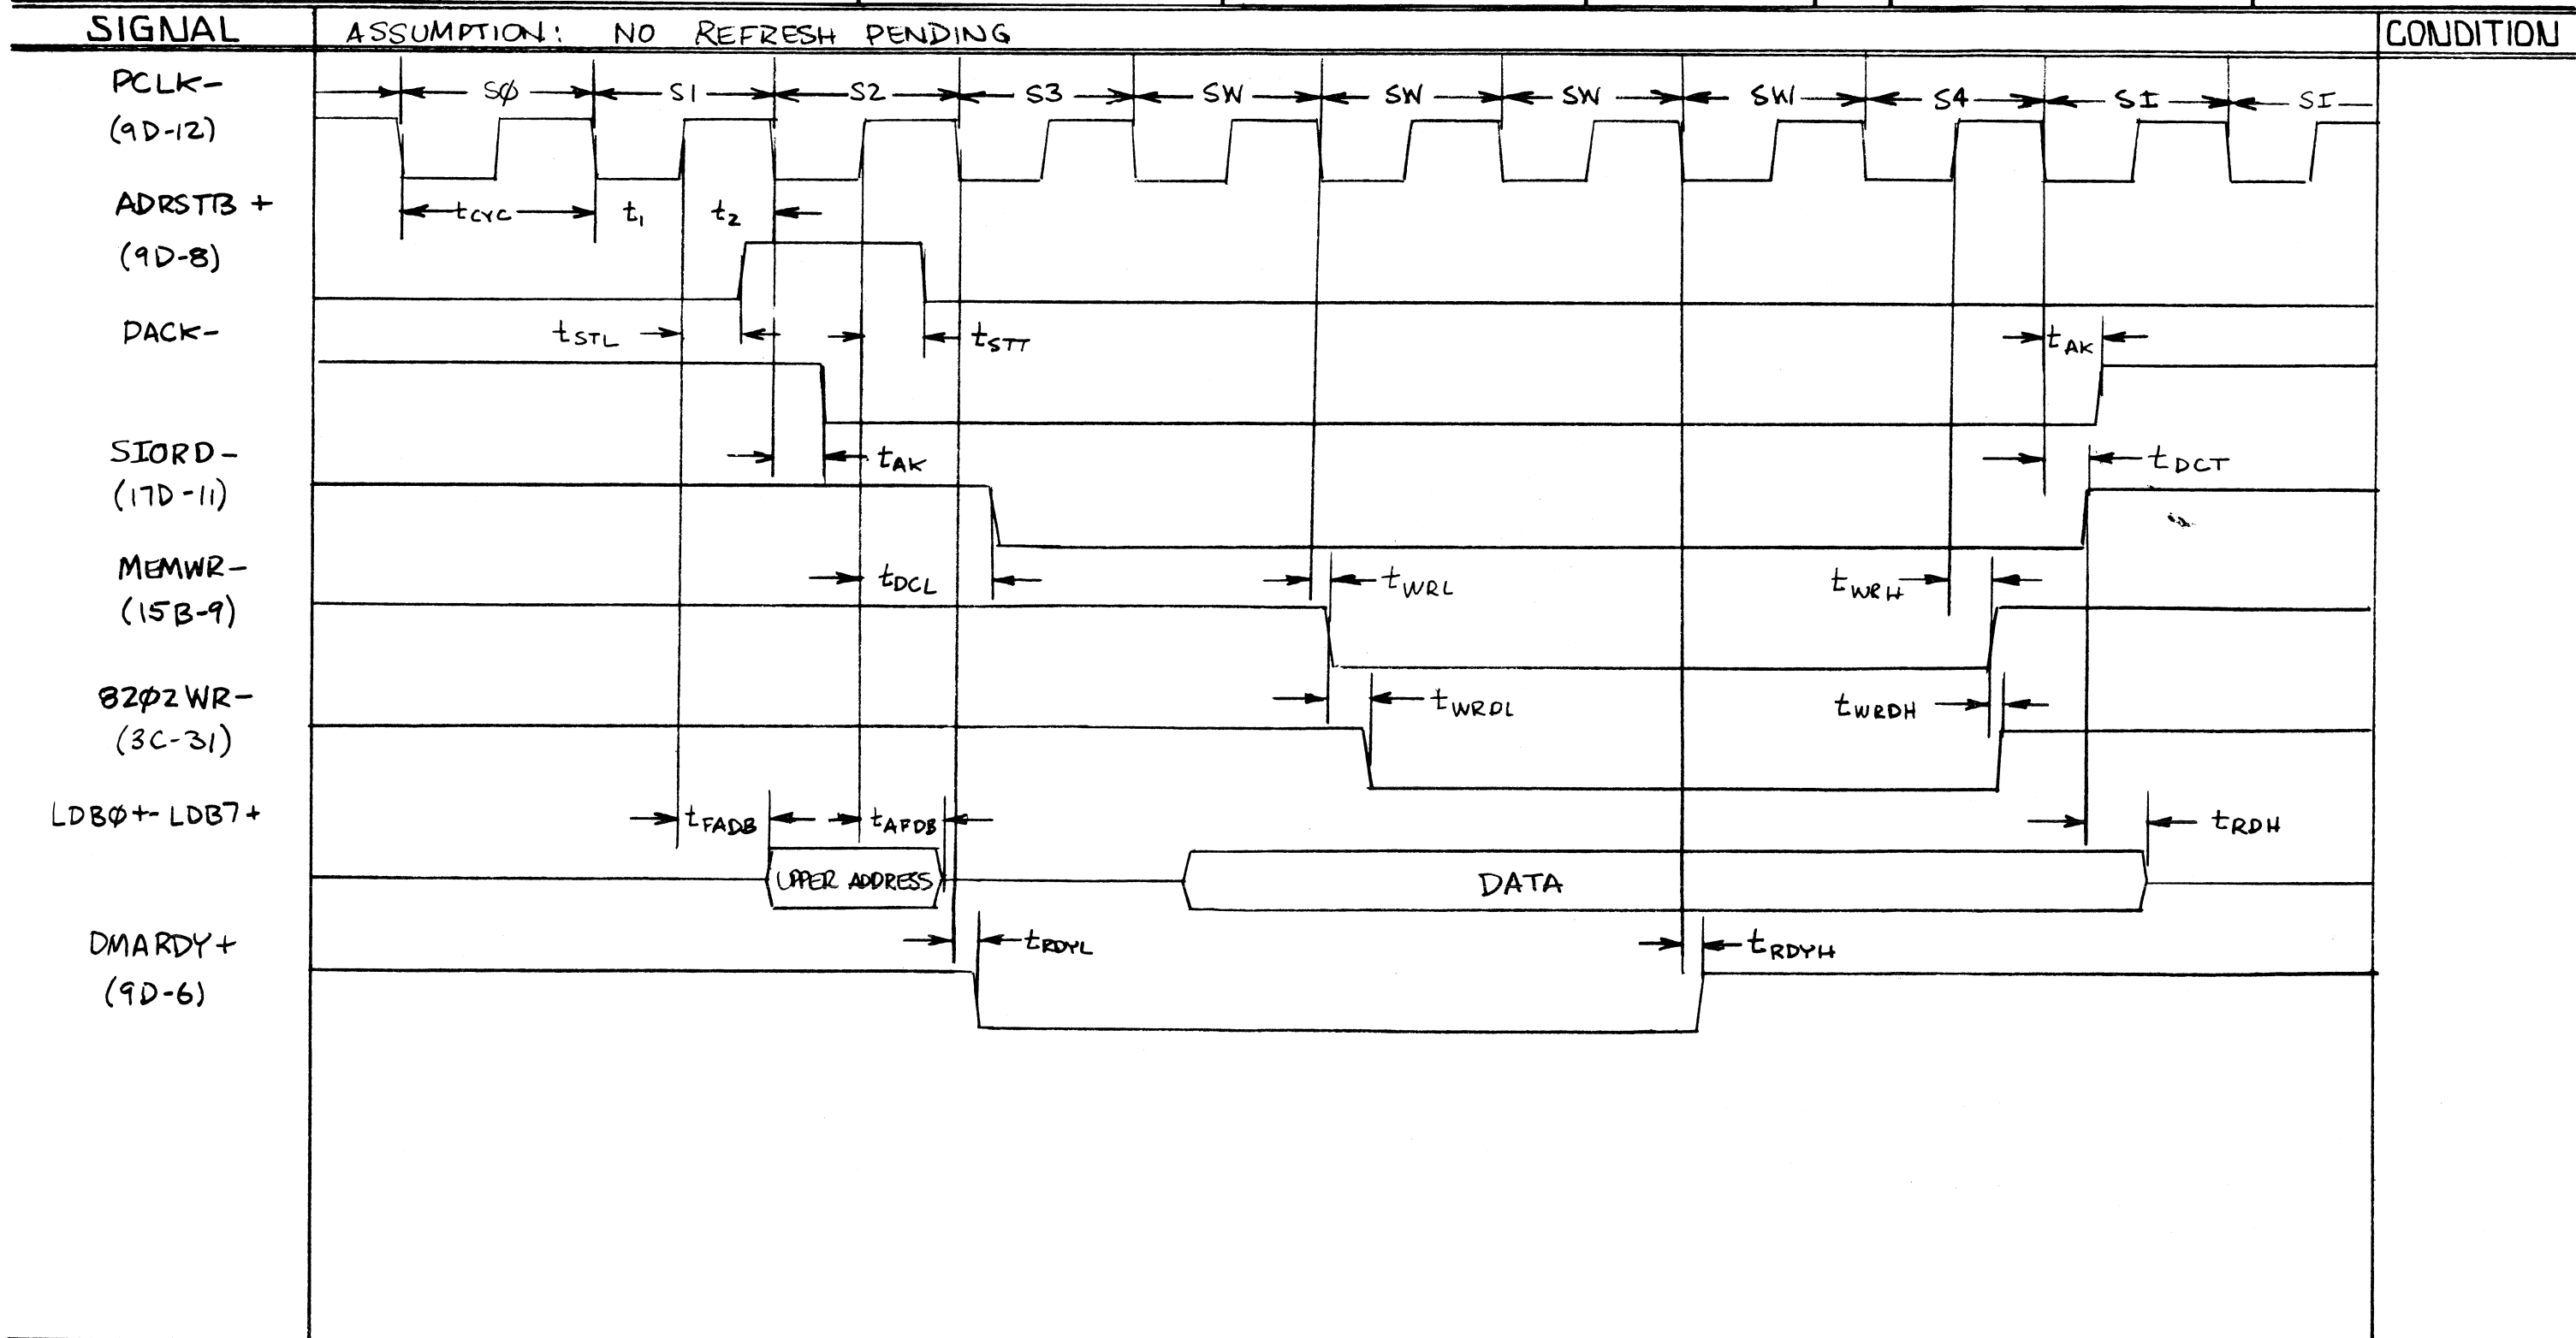 SIGNAL ASSUMPTION: NO REFRESH PENDING CONDITION
PCLK- SØ S1 S2 S3 SW SW SW SW S4 SI SI
(9D-12)
ADRSTB + tCYC t1 t2
(9D-8)
DACK- tSTL tSTT tAK
SIORD- tAK tDCT
(17D-11)
MEMWR- tDCL tWRL tWRH
(15B-9)
82Ø2WR- tWRDL tWRDH
(3C-31)
LDBØ+- LDB7+ tFADB tAFDB tRDH
UPPER ADDRESS DATA
DMARDY+ tRDYL tRDYH
(9D-6)